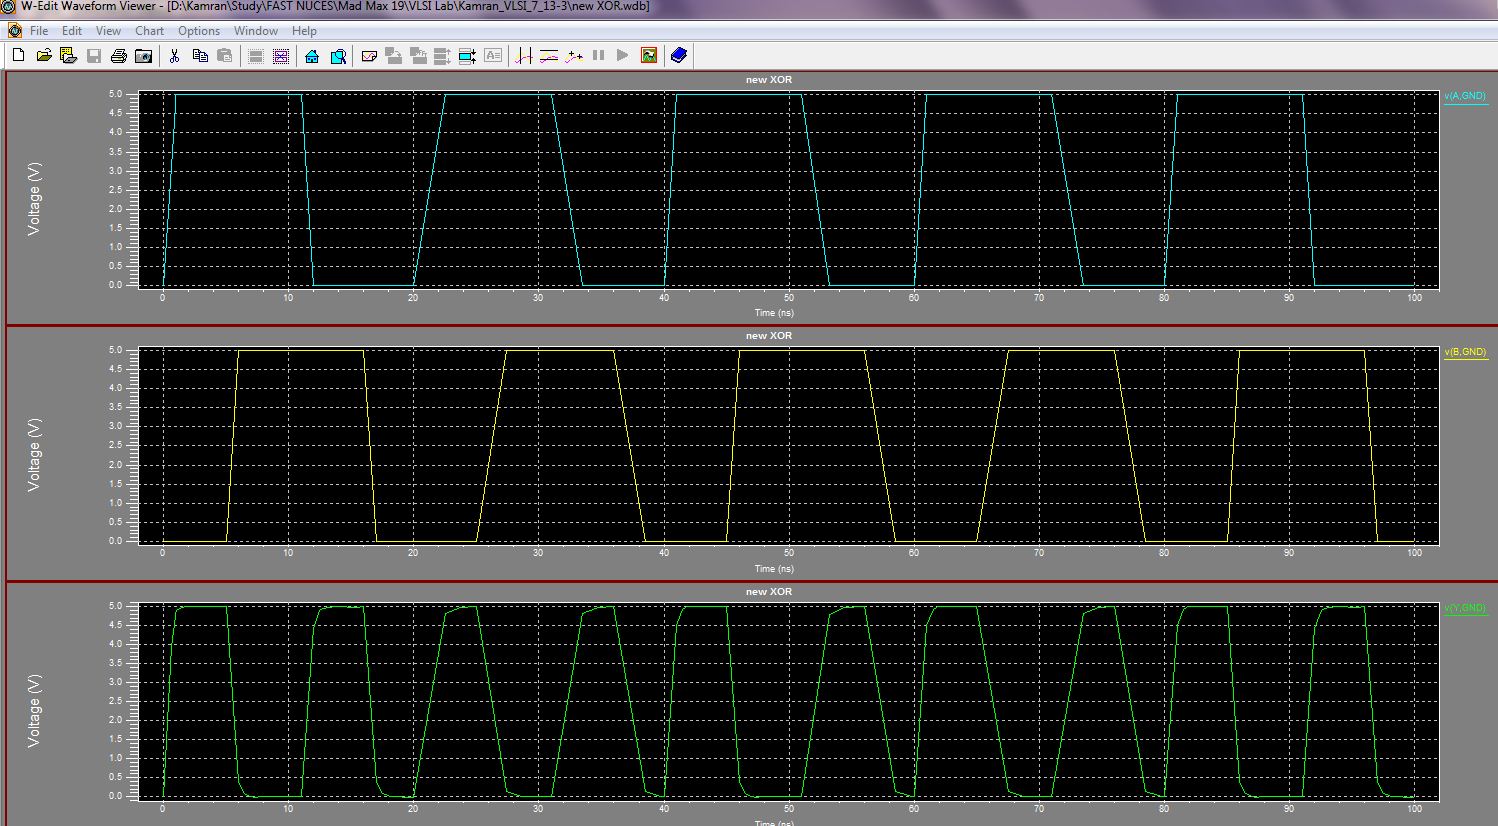 W-Edit Waveform Viewer - [D:\Kamran\Study\FAST NUCES\Mad Max 19\VLSI Lab\Kamran_VLSI_7_13-3\new XOR.wdb]
File Edit View Chart Options Window Help
new XOR
v(A,GND)
Voltage (V)
5.0
4.5
4.0
3.5
3.0
2.5
2.0
1.5
1.0
0.5
0.0
0 10 20 30 40 50 60 70 80 90 100
Time (ns)
new XOR
v(B,GND)
Voltage (V)
5.0
4.5
4.0
3.5
3.0
2.5
2.0
1.5
1.0
0.5
0.0
0 10 20 30 40 50 60 70 80 90 100
Time (ns)
new XOR
v(Y,GND)
Voltage (V)
5.0
4.5
4.0
3.5
3.0
2.5
2.0
1.5
1.0
0.5
0.0
0 10 20 30 40 50 60 70 80 90 100
Time (ns)